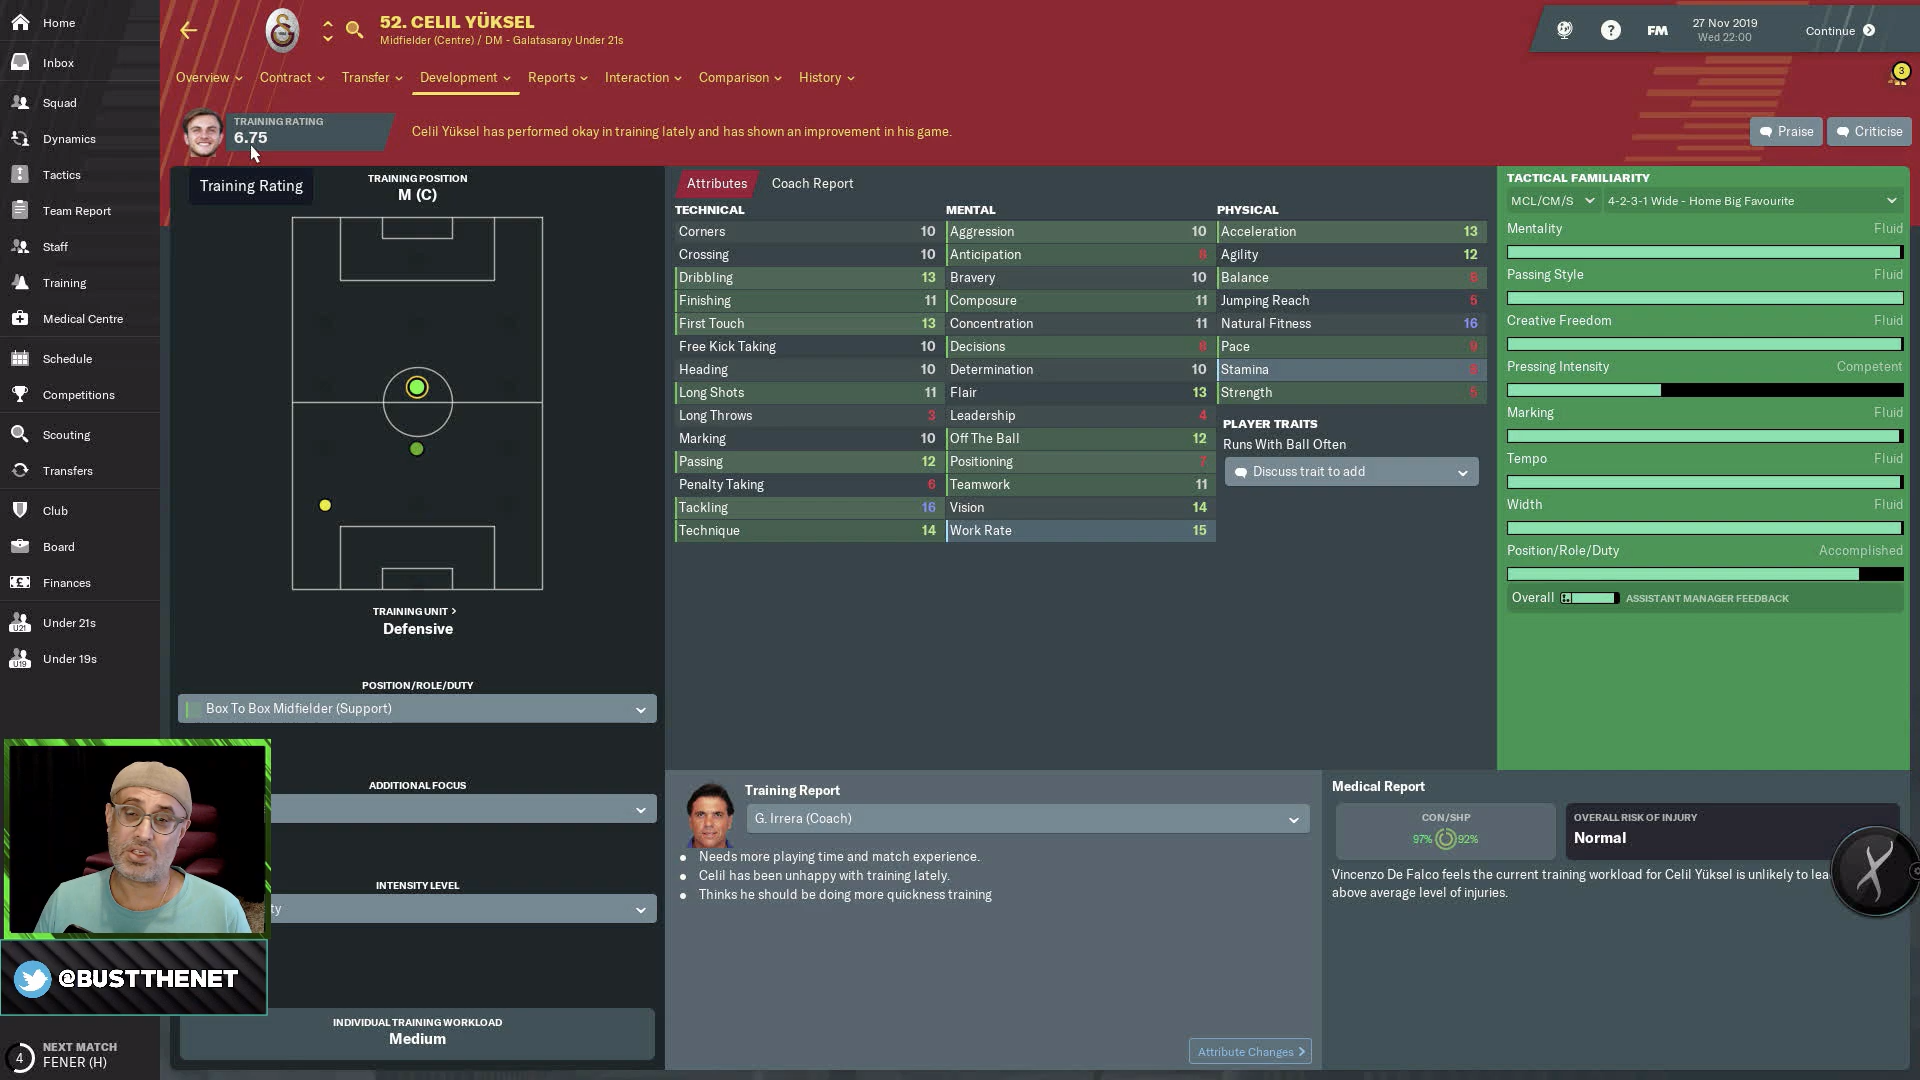 Home
Inbox
Squad
Dynamics
Tactics
Team Report
Staff
Training
Medical Centre
Schedule
Competitions
Scouting
Transfers
Club
Board
Finances
U21
Under 21s
U19
Under 19s
4
NEXT MATCH
FENER (H)
52. CELIL YÜKSEL
Midfielder (Centre) / DM - Galatasaray Under 21s
?
FM
27 Nov 2019
Wed 22:00
Continue
3
Overview
Contract
Transfer
Development
Reports
Interaction
Comparison
History
TRAINING RATING
6.75
Celil Yüksel has performed okay in training lately and has shown an improvement in his game.
Praise
Criticise
Training Rating
TRAINING POSITION
M (C)
TRAINING UNIT >
Defensive
POSITION/ROLE/DUTY
Box To Box Midfielder (Support)
ADDITIONAL FOCUS
INTENSITY LEVEL
ty
INDIVIDUAL TRAINING WORKLOAD
Medium
@BUSTTHENET
Attributes
Coach Report
TECHNICAL
Corners 10
Crossing 10
Dribbling 13
Finishing 11
First Touch 13
Free Kick Taking 10
Heading 10
Long Shots 11
Long Throws 3
Marking 10
Passing 12
Penalty Taking 6
Tackling 16
Technique 14
MENTAL
Aggression 10
Anticipation
Bravery 10
Composure 11
Concentration 11
Decisions
Determination 10
Flair 13
Leadership 4
Off The Ball 12
Positioning 7
Teamwork 11
Vision 14
Work Rate 15
PHYSICAL
Acceleration 13
Agility 12
Balance
Jumping Reach 5
Natural Fitness 16
Pace 9
Stamina
Strength 5
PLAYER TRAITS
Runs With Ball Often
Discuss trait to add
TACTICAL FAMILIARITY
MCL/CM/S
4-2-3-1 Wide - Home Big Favourite
Mentality Fluid
Passing Style Fluid
Creative Freedom Fluid
Pressing Intensity Competent
Marking Fluid
Tempo Fluid
Width Fluid
Position/Role/Duty Accomplished
Overall
ASSISTANT MANAGER FEEDBACK
Training Report
G. Irrera (Coach)
Needs more playing time and match experience.
Celil has been unhappy with training lately.
Thinks he should be doing more quickness training
Attribute Changes >
Medical Report
CON/SHP
97% 92%
OVERALL RISK OF INJURY
Normal
Vincenzo De Falco feels the current training workload for Celil Yüksel is unlikely to lea
above average level of injuries.